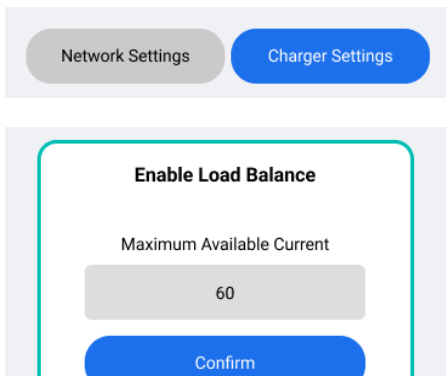 Network Settings Charger Settings
Enable Load Balance
Maximum Available Current
60
Confirm